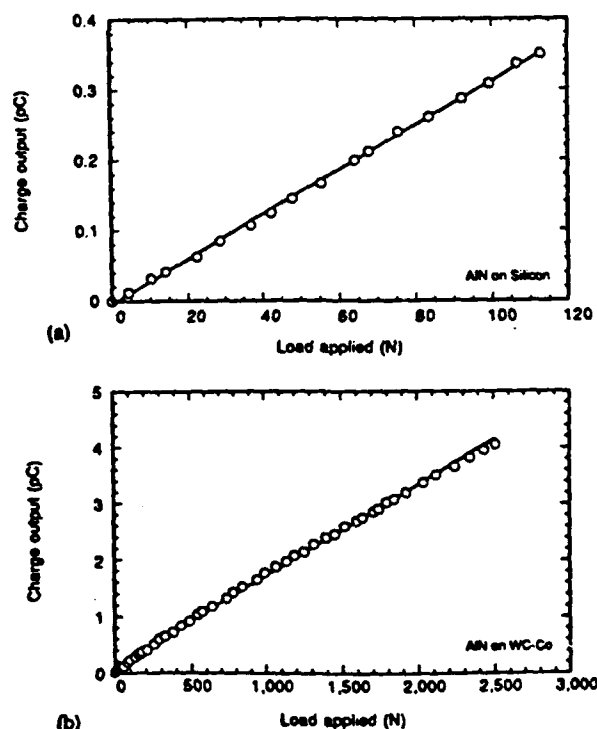 0.4
0.3
0.2
0.1
0
Charge output (pC)
AlN on Silicon
0 20 40 60 80 100 120
(a)
Load applied (N)
5
4
3
2
1
0
Charge output (pC)
AlN on WC-Co
0 500 1,000 1,500 2,000 2,500 3,000
(b)
Load applied (N)